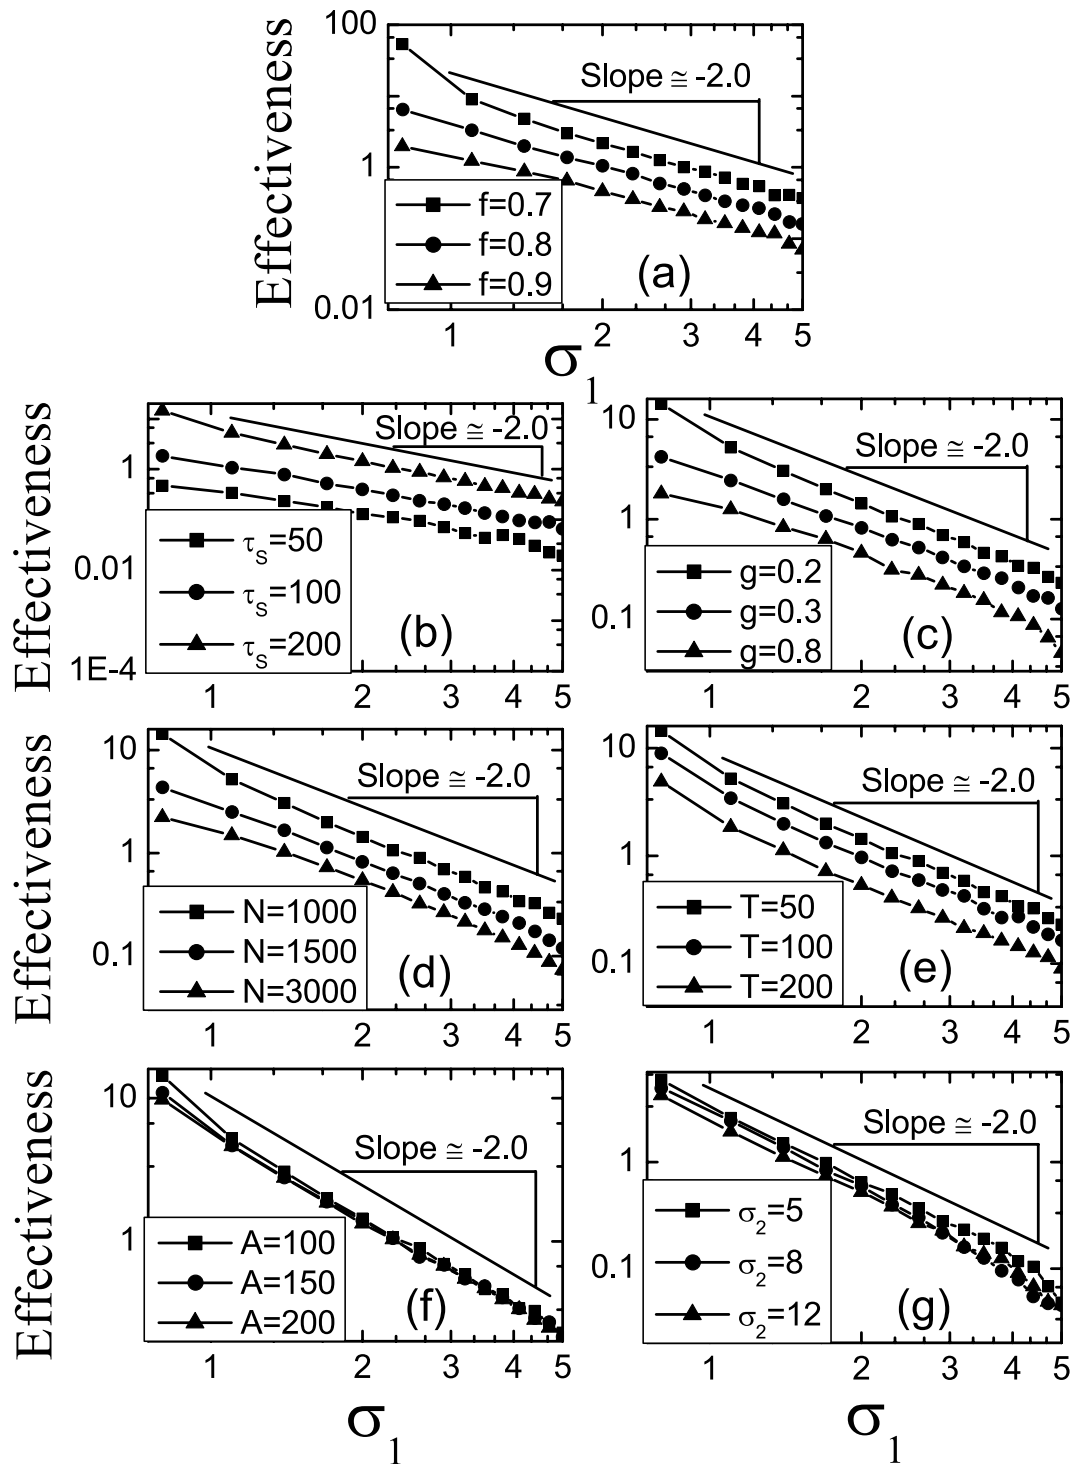 Effectiveness
100
1
0.01
Slope ≅ -2.0
f=0.7
f=0.8
f=0.9
(a)
1 2 3 4 5
σ₁
Effectiveness
1
0.01
1E-4
Slope ≅ -2.0
τ_S=50
τ_S=100
τ_S=200
(b)
1 2 3 4 5
10
1
0.1
Slope ≅ -2.0
g=0.2
g=0.3
g=0.8
(c)
1 2 3 4 5
Effectiveness
10
1
0.1
Slope ≅ -2.0
N=1000
N=1500
N=3000
(d)
1 2 3 4 5
10
1
0.1
Slope ≅ -2.0
T=50
T=100
T=200
(e)
1 2 3 4 5
Effectiveness
10
1
Slope ≅ -2.0
A=100
A=150
A=200
(f)
1 2 3 4 5
σ₁
1
0.1
Slope ≅ -2.0
σ₂=5
σ₂=8
σ₂=12
(g)
1 2 3 4 5
σ₁